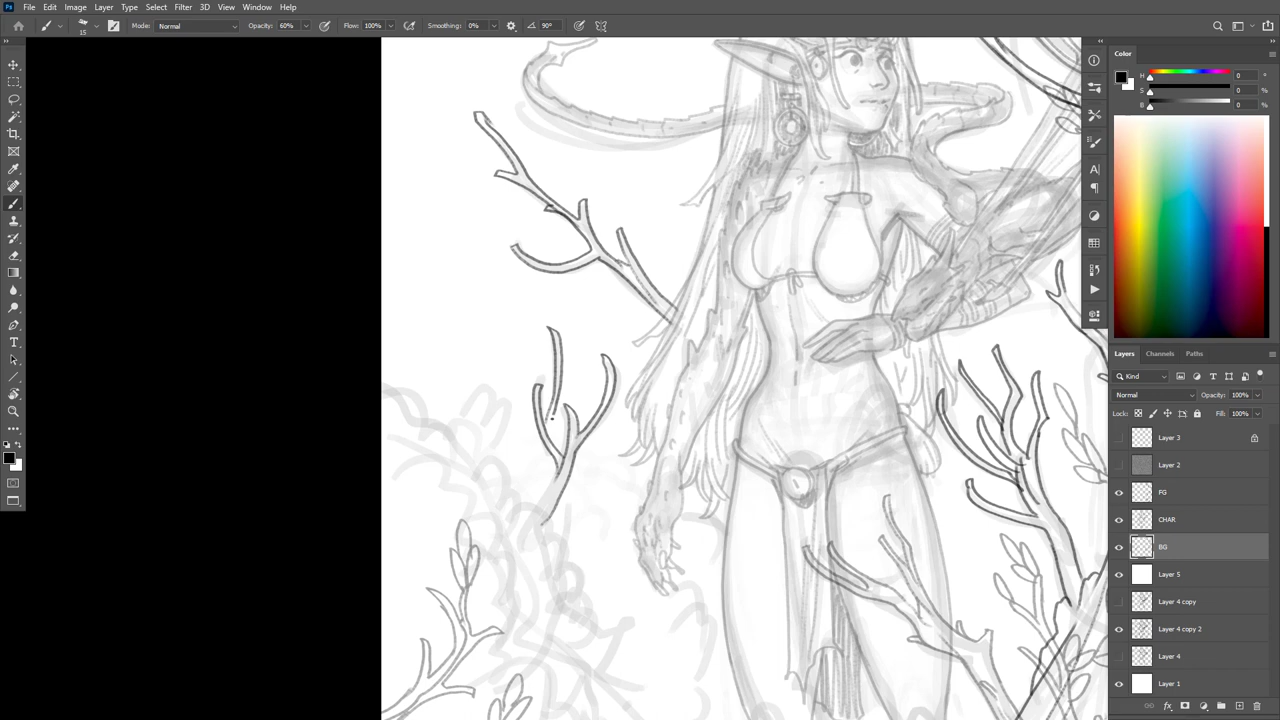 Ps File Edit Image Layer Type Select Filter 3D View Window Help
15 Mode: Normal Opacity: 60% Flow: 100% Smoothing: 0% 90°
Color
H 0 °
S 0 %
B 0 %
Layers Channels Paths
Kind
Normal Opacity: 100%
Lock: Fill: 100%
Layer 3
Layer 2
FG
CHAR
BG
Layer 5
Layer 4 copy
Layer 4 copy 2
Layer 4
Layer 1